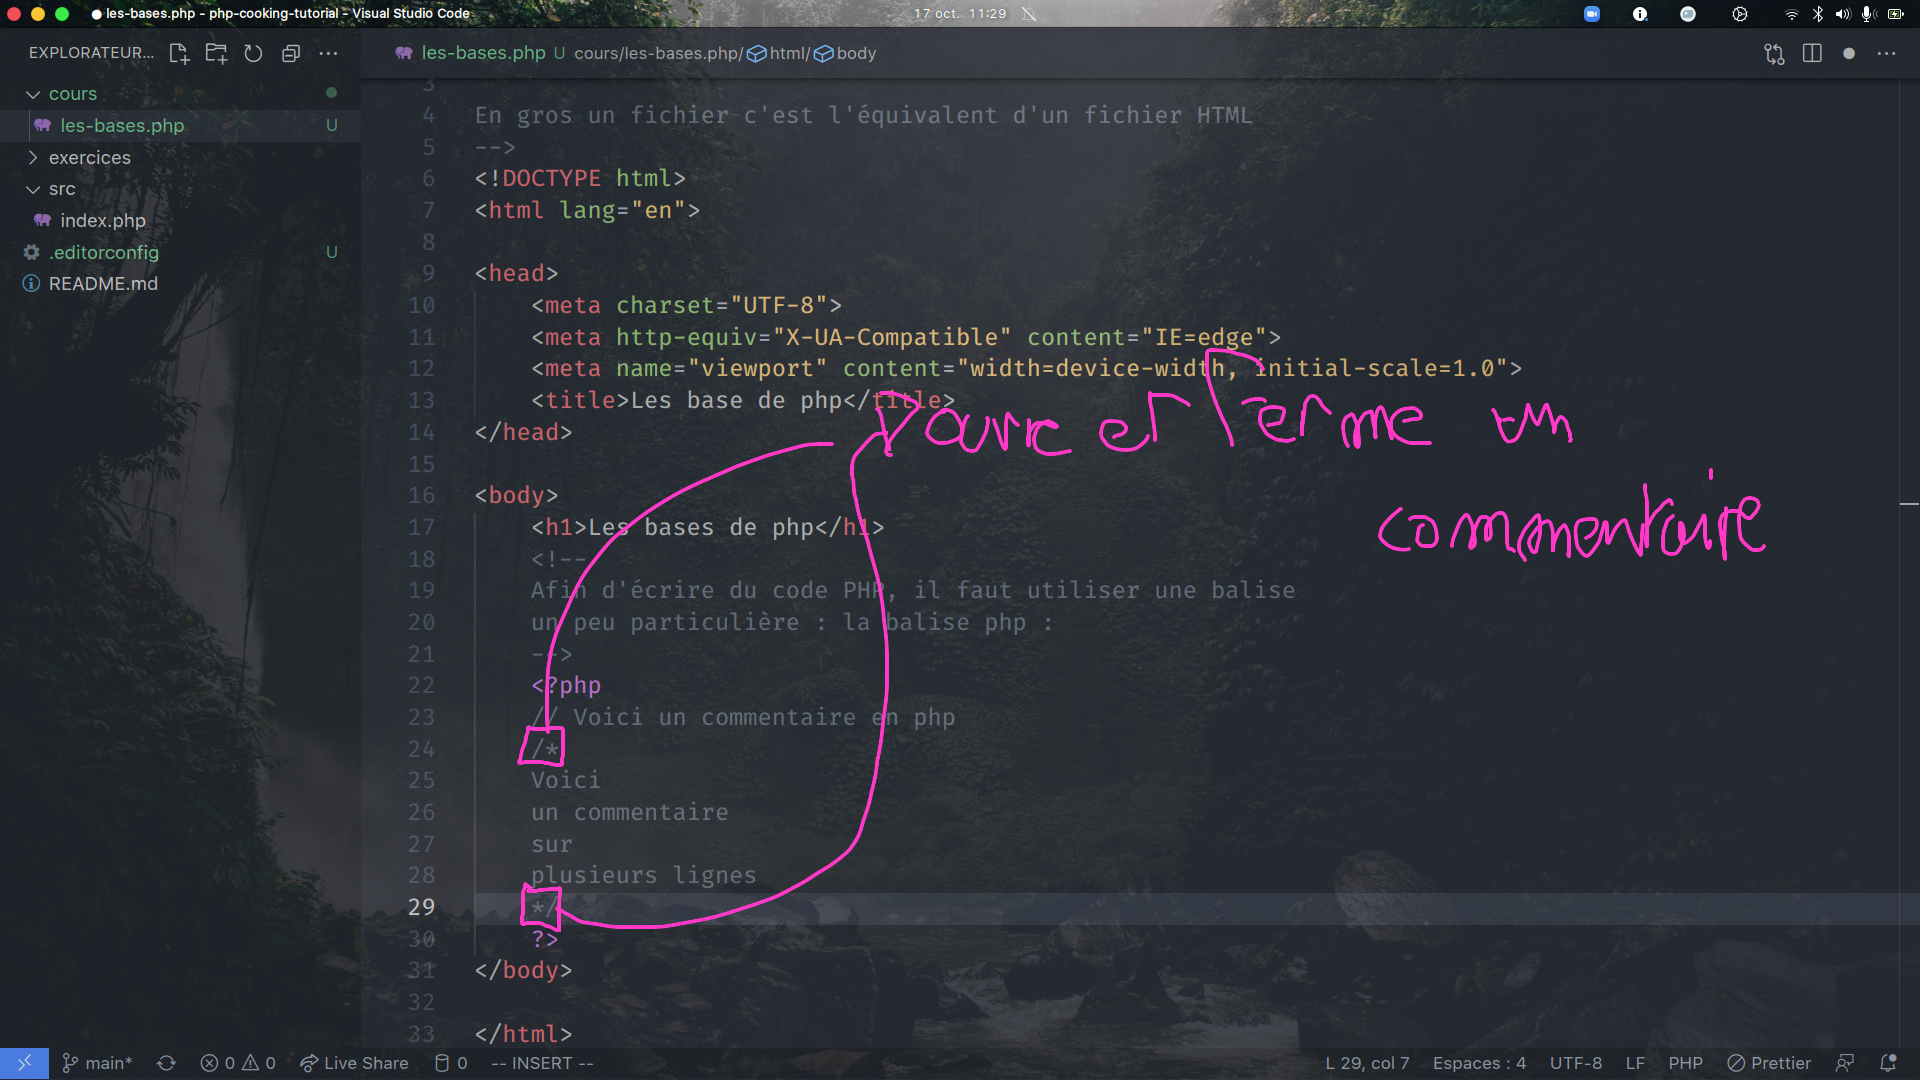 les-bases.php - php-cooking-tutorial - Visual Studio Code
17 oct. 11:29
EXPLORATEUR...
les-bases.php U cours/les-bases.php/html/body
cours
les-bases.php U
exercices
src
index.php
.editorconfig U
README.md
3
4 En gros un fichier c'est l'équivalent d'un fichier HTML
5 -->
6 <!DOCTYPE html>
7 <html lang="en">
8
9 <head>
10 <meta charset="UTF-8">
11 <meta http-equiv="X-UA-Compatible" content="IE=edge">
12 <meta name="viewport" content="width=device-width, initial-scale=1.0">
13 <title>Les base de php</title>
14 </head>
15
16 <body>
17 <h1>Les bases de php</h1>
18 <!--
19 Afin d'écrire du code PHP, il faut utiliser une balise
20 un peu particulière : la balise php :
21 -->
22 <?php
23 // Voici un commentaire en php
24 /*
25 Voici
26 un commentaire
27 sur
28 plusieurs lignes
29 */
30 ?>
31 </body>
32
33 </html>
et ferme un
commentaire
main* 0 0 Live Share 0 -- INSERT --
L 29, col 7 Espaces : 4 UTF-8 LF PHP Prettier